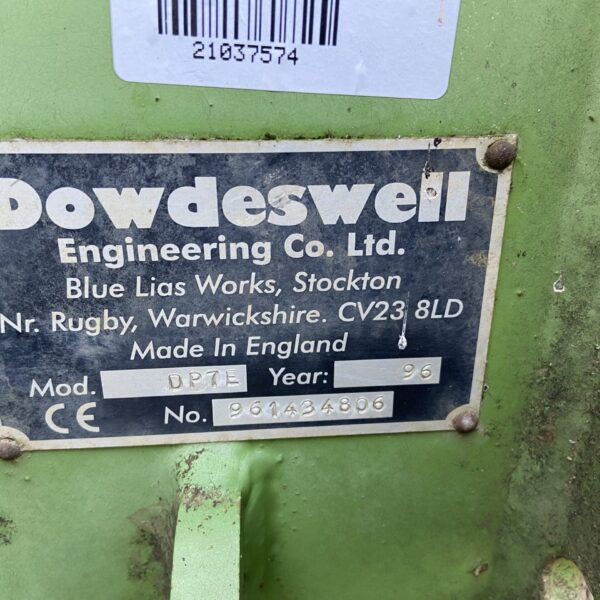 21037574
Dowdeswell
Engineering Co. Ltd.
Blue Lias Works, Stockton
Nr. Rugby, Warwickshire. CV23 8LD
Made In England
Mod. DP7E Year: 96
CE No. 961434806